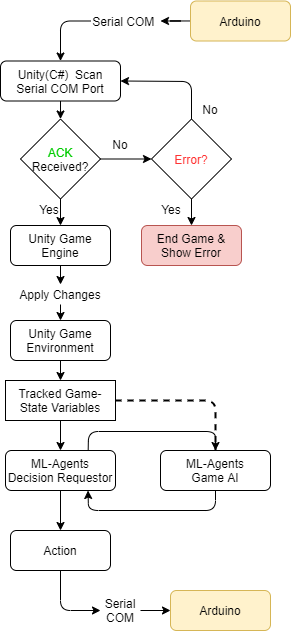 Serial COM
Arduino
Unity(C#) Scan
Serial COM Port
No
ACK
Received?
No
Error?
Yes
Yes
Unity Game
Engine
End Game &
Show Error
Apply Changes
Unity Game
Environment
Tracked Game-
State Variables
ML-Agents
Decision Requestor
ML-Agents
Game AI
Action
Serial
COM
Arduino